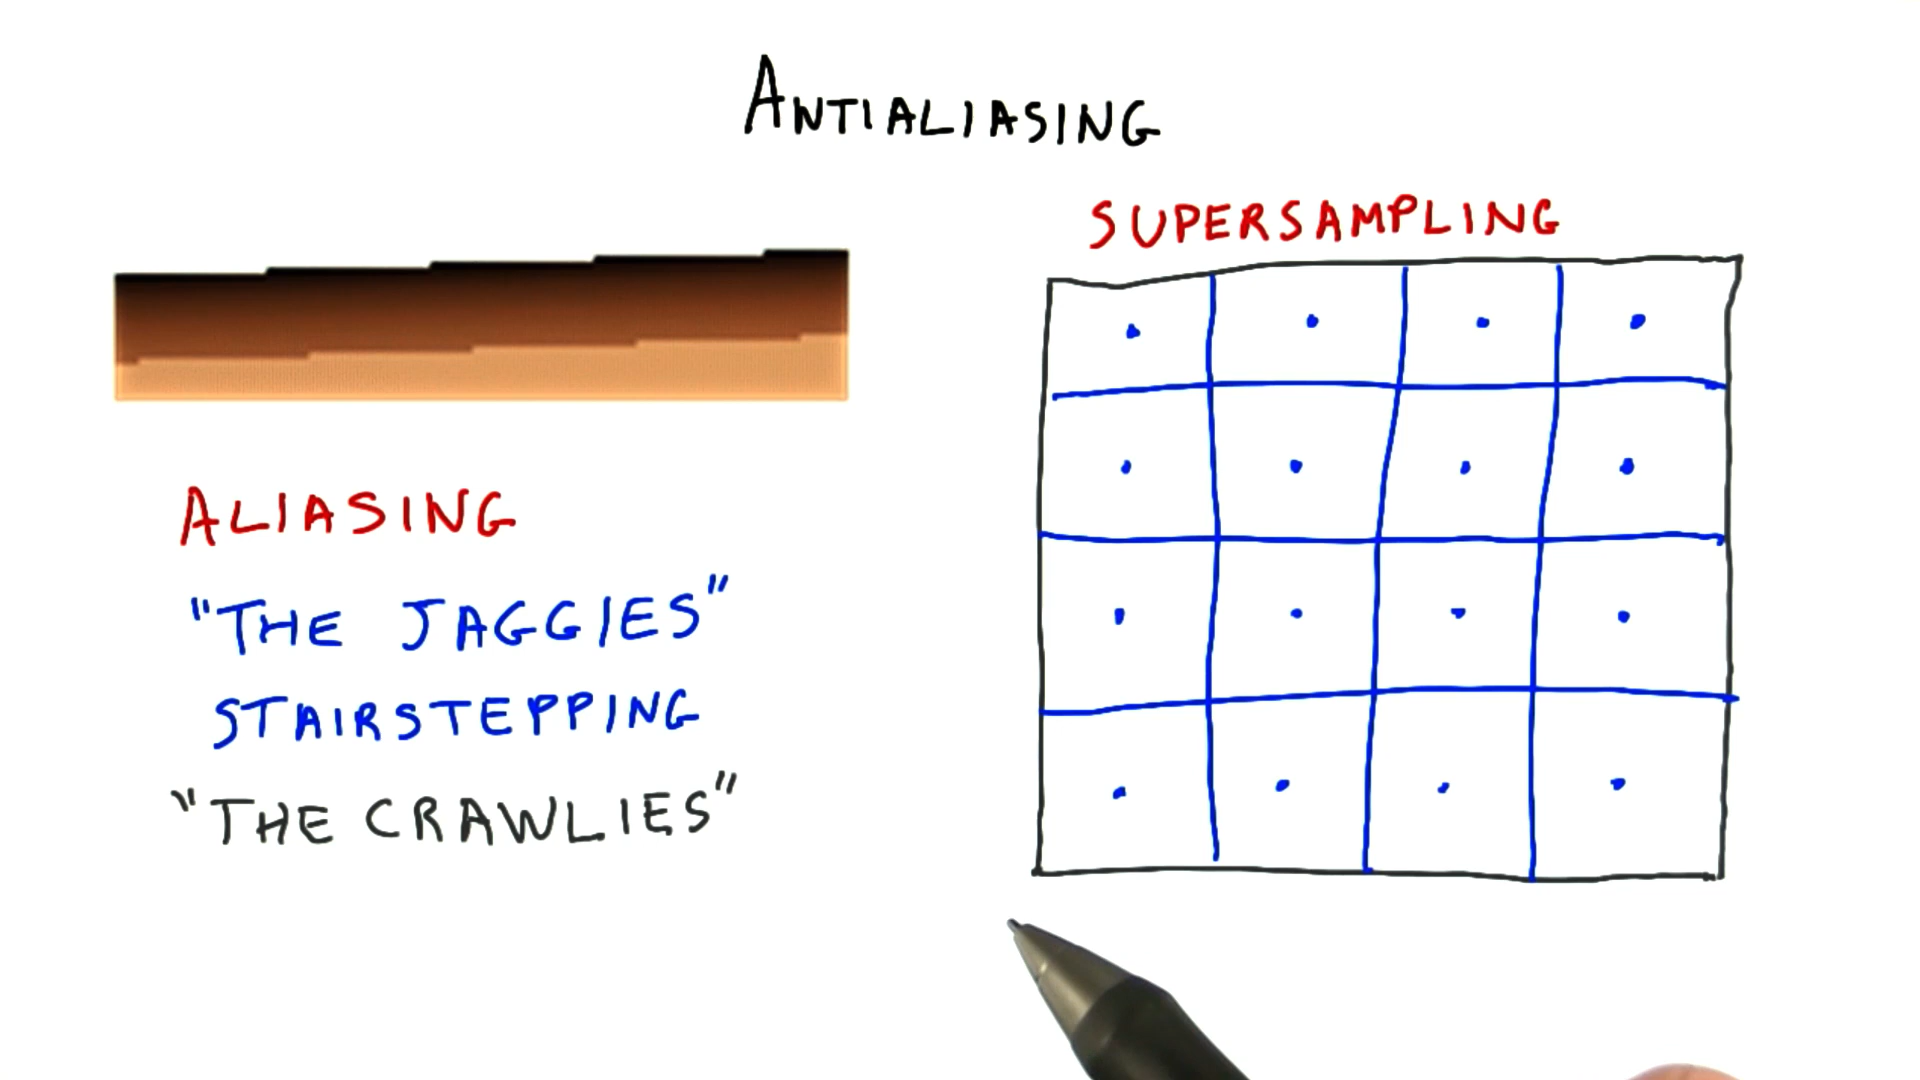 ANTIALIASING
SUPERSAMPLING
ALIASING
"THE JAGGIES"
STAIRSTEPPING
"THE CRAWLIES"